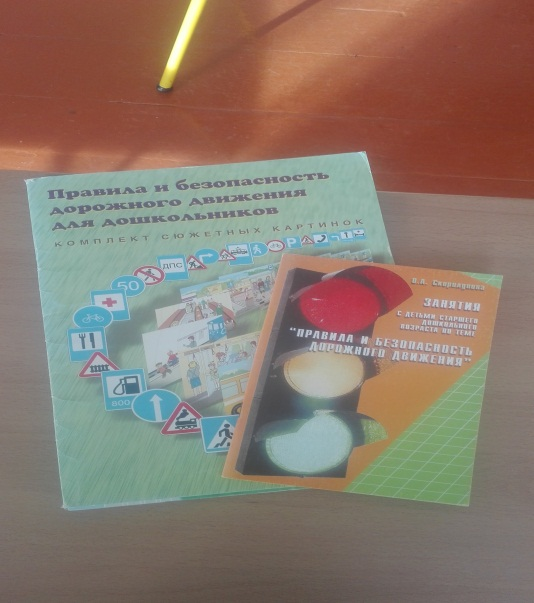 Правила и безопасность
дорожного движения
для дошкольников
КОМПЛЕКТ СЮЖЕТНЫХ КАРТИНОК
50
ДПС
P
800
ЗАНЯТИЯ
С ДЕТЬМИ СТАРШЕГО
ДОШКОЛЬНОГО
ВОЗРАСТА ПО ТЕМЕ
"ПРАВИЛА И БЕЗОПАСНОСТЬ
ДОРОЖНОГО ДВИЖЕНИЯ"